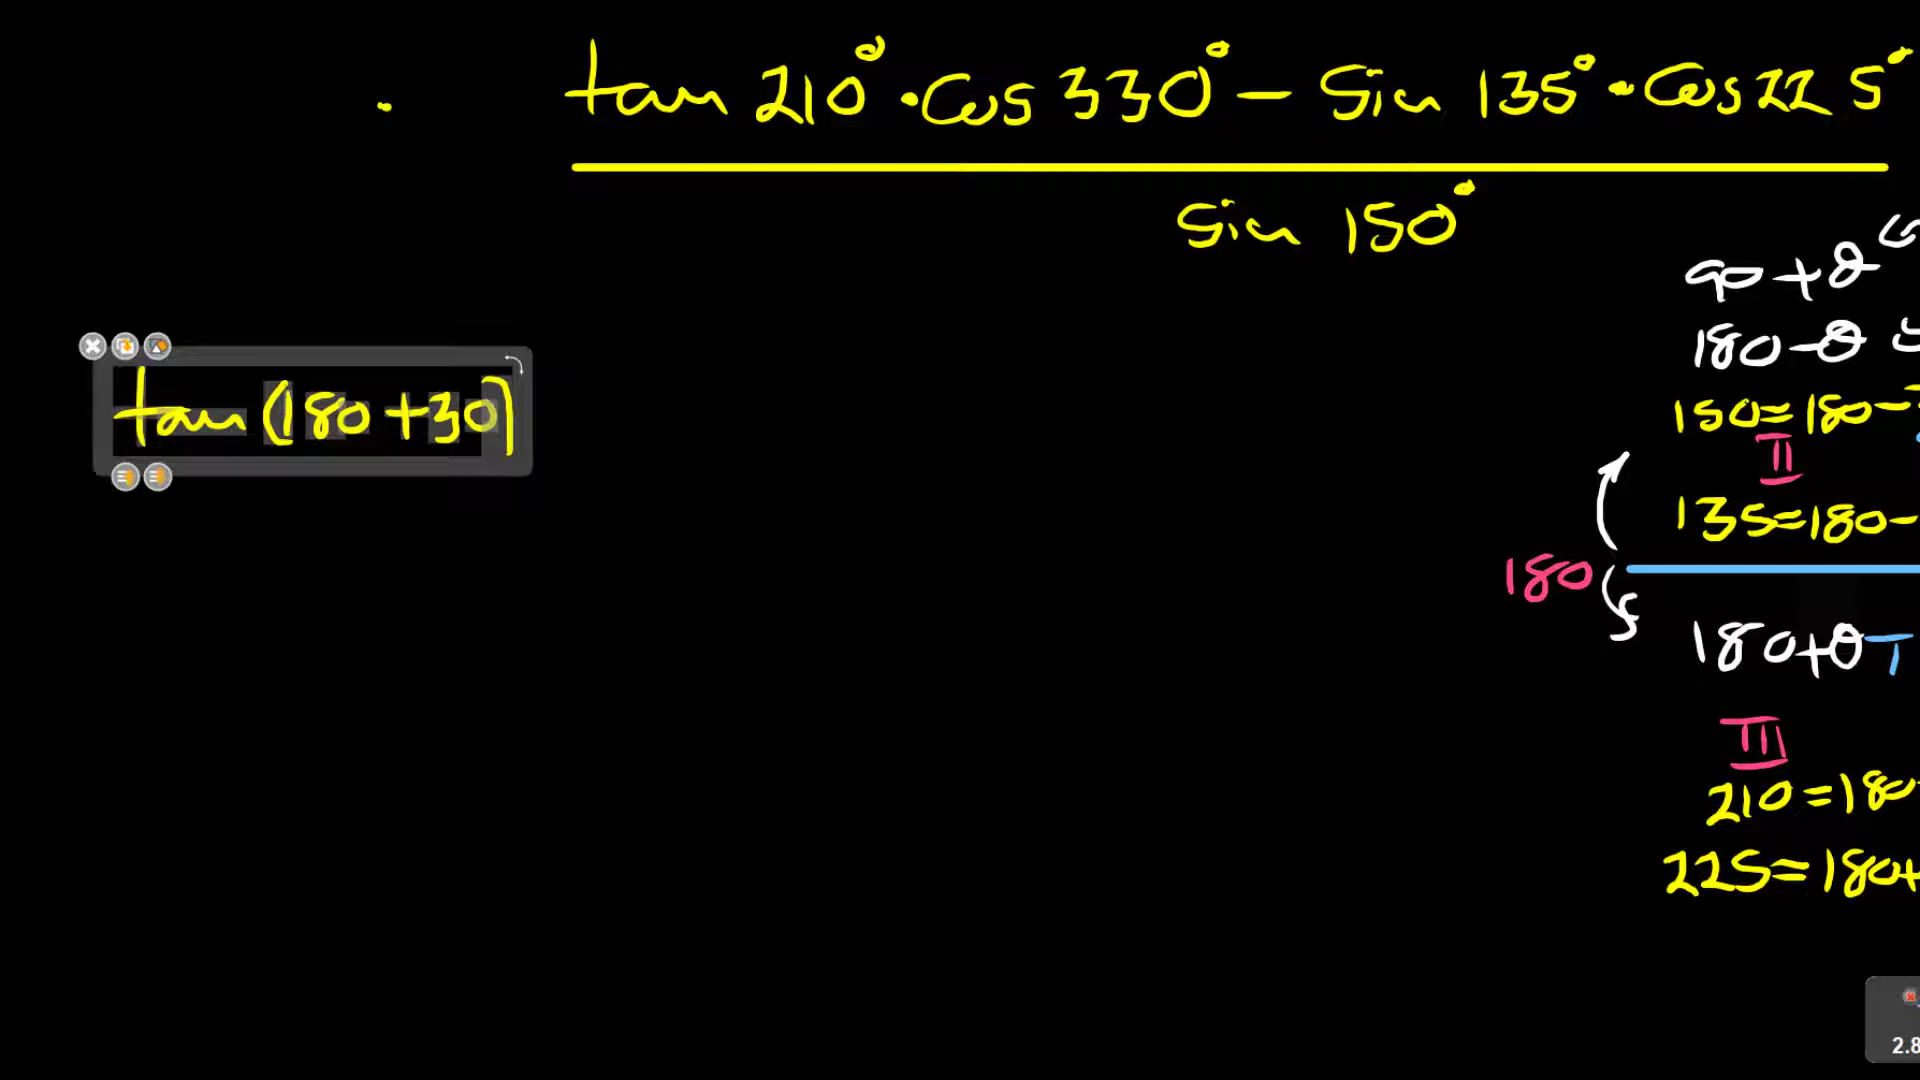 tan 210° · Cos 330° - Sin 135° · Cos 225°
Sin 150°
90 + θ
180 - θ
150 = 180 -
II
tan (180 + 30)
135 = 180 -
180
180 + θ T
III
210 = 180
225 = 180 +
2.8